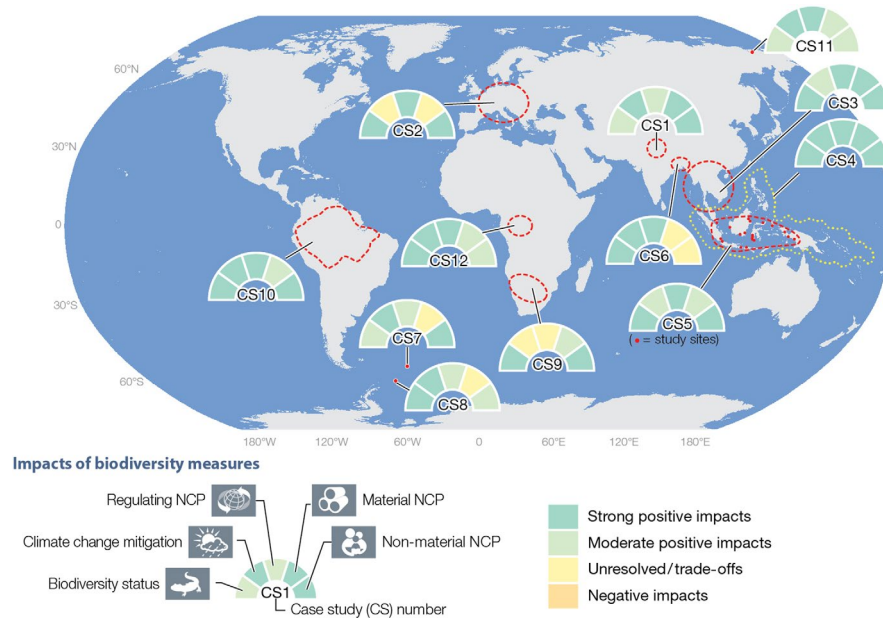 CS11
60°N
CS3
CS2
CS1
CS4
30°N
0
CS12
CS6
CS10
30°S
CS5
CS7
( • = study sites)
CS9
CS8
60°S
180°W
120°W
60°W
0
60°E
120°E
180°E
Impacts of biodiversity measures
Regulating NCP
Material NCP
Climate change mitigation
Non-material NCP
Biodiversity status
CS1
Case study (CS) number
Strong positive impacts
Moderate positive impacts
Unresolved/trade-offs
Negative impacts